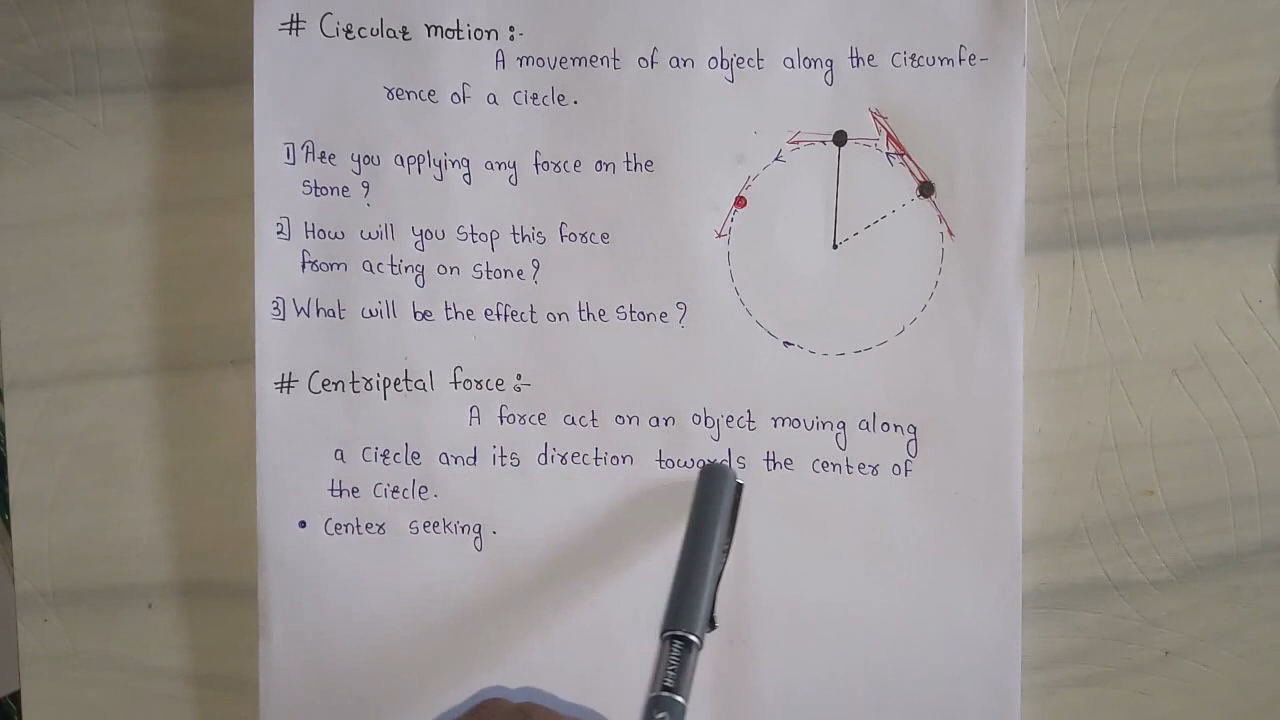 # Circular motion :-
A movement of an object along the circumfe-
rence of a circle.
1] Are you applying any force on the
Stone ?
2] How will you stop this force
from acting on stone?
3] What will be the effect on the stone ?
# Centripetal force :-
A force act on an object moving along
a circle and its direction towards the center of
the circle.
• Center seeking.
HAUSER